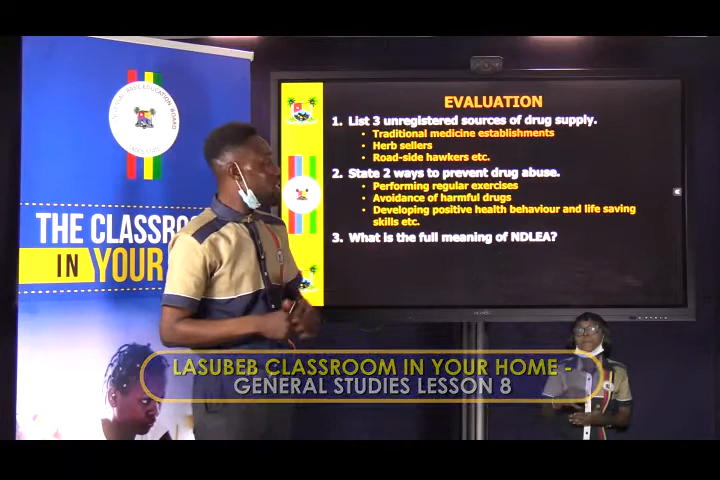 EVALUATION
1. List 3 unregistered sources of drug supply.
• Traditional medicine establishments
• Herb sellers
• Road-side hawkers etc.
2. State 2 ways to prevent drug abuse.
• Performing regular exercises
• Avoidance of harmful drugs
• Developing positive health behaviour and life saving
skills etc.
3. What is the full meaning of NDLEA?
THE CLASSRO
IN YOUR
LASUBEB CLASSROOM IN YOUR HOME -
GENERAL STUDIES LESSON 8